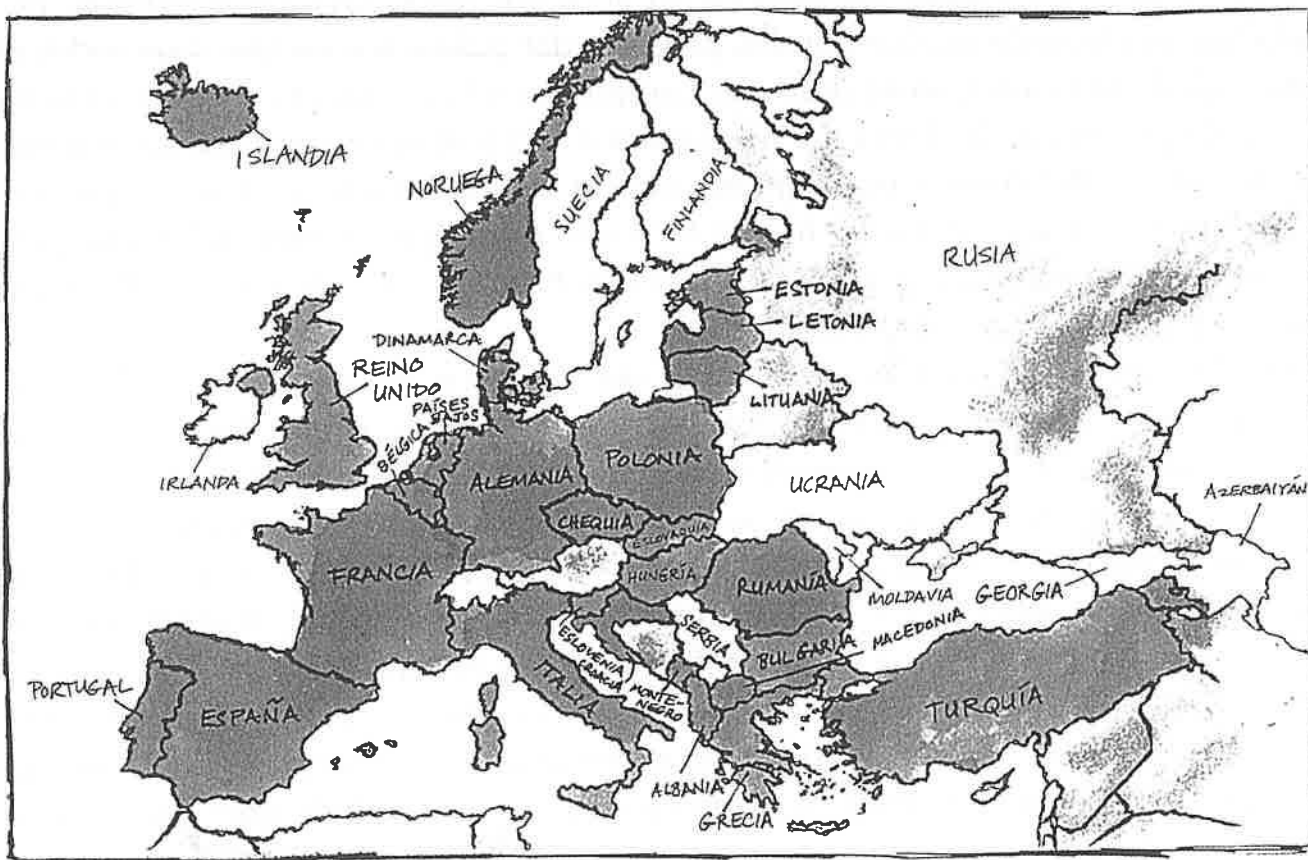 ISLANDIA
NORUEGA
SUECIA
FINLANDIA
RUSIA
ESTONIA
LETONIA
LITUANIA
DINAMARCA
REINO
UNIDO
PAÍSES
BAJOS
BÉLGICA
IRLANDA
ALEMANIA
POLONIA
UCRANIA
AZERBAIYÁN
CHEQUIA
ESLOVAQUIA
FRANCIA
HUNGRÍA
RUMANÍA
MOLDAVIA
GEORGIA
MACEDONIA
SERBIA
ESLOVENIA
CROACIA
BULGARIA
MONTE-
NEGRO
ITALIA
PORTUGAL
ESPAÑA
TURQUÍA
ALBANIA
GRECIA